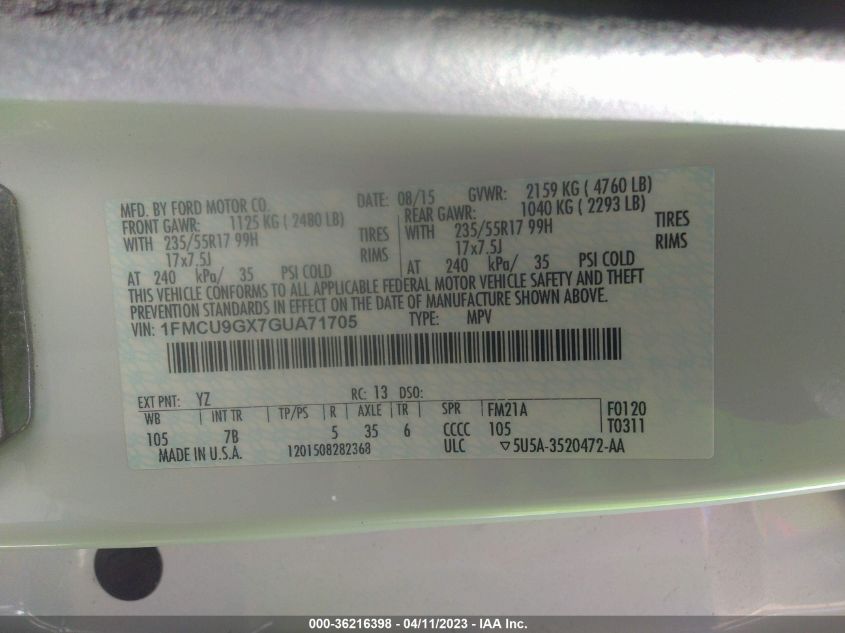 MFD. BY FORD MOTOR CO. DATE: 08/15 GVWR: 2159 KG ( 4760 LB)
FRONT GAWR: 1125 KG ( 2480 LB) REAR GAWR: 1040 KG ( 2293 LB)
WITH 235/55R17 99H TIRES WITH 235/55R17 99H TIRES
17x7.5J RIMS 17x7.5J RIMS
AT 240 kPa/ 35 PSI COLD AT 240 kPa/ 35 PSI COLD
THIS VEHICLE CONFORMS TO ALL APPLICABLE FEDERAL MOTOR VEHICLE SAFETY AND THEFT
PREVENTION STANDARDS IN EFFECT ON THE DATE OF MANUFACTURE SHOWN ABOVE.
VIN: 1FMCU9GX7GUA71705 TYPE: MPV
EXT PNT: YZ RC: 13 DSO:
WB INT TR TP/PS R AXLE TR SPR FM21A F0120
105 7B 5 35 6 CCCC 105 T0311
MADE IN U.S.A. 1201508282368 ULC ▽5U5A-3520472-AA
000-36216398 - 04/11/2023 - IAA Inc.